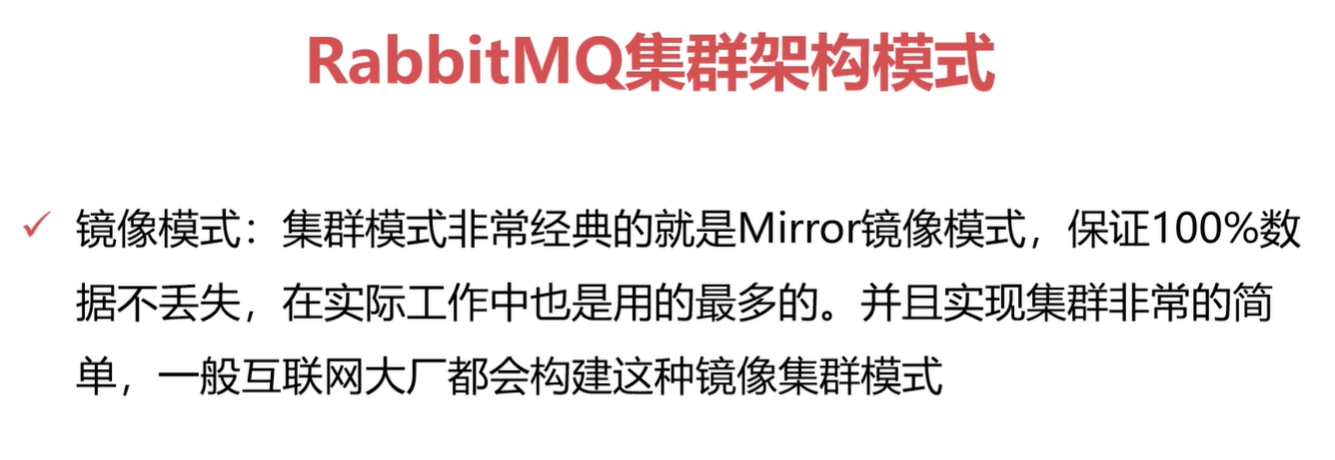 RabbitMQ集群架构模式
✓ 镜像模式：集群模式非常经典的就是Mirror镜像模式，保证100%数
据不丢失，在实际工作中也是用的最多的。并且实现集群非常的简
单，一般互联网大厂都会构建这种镜像集群模式